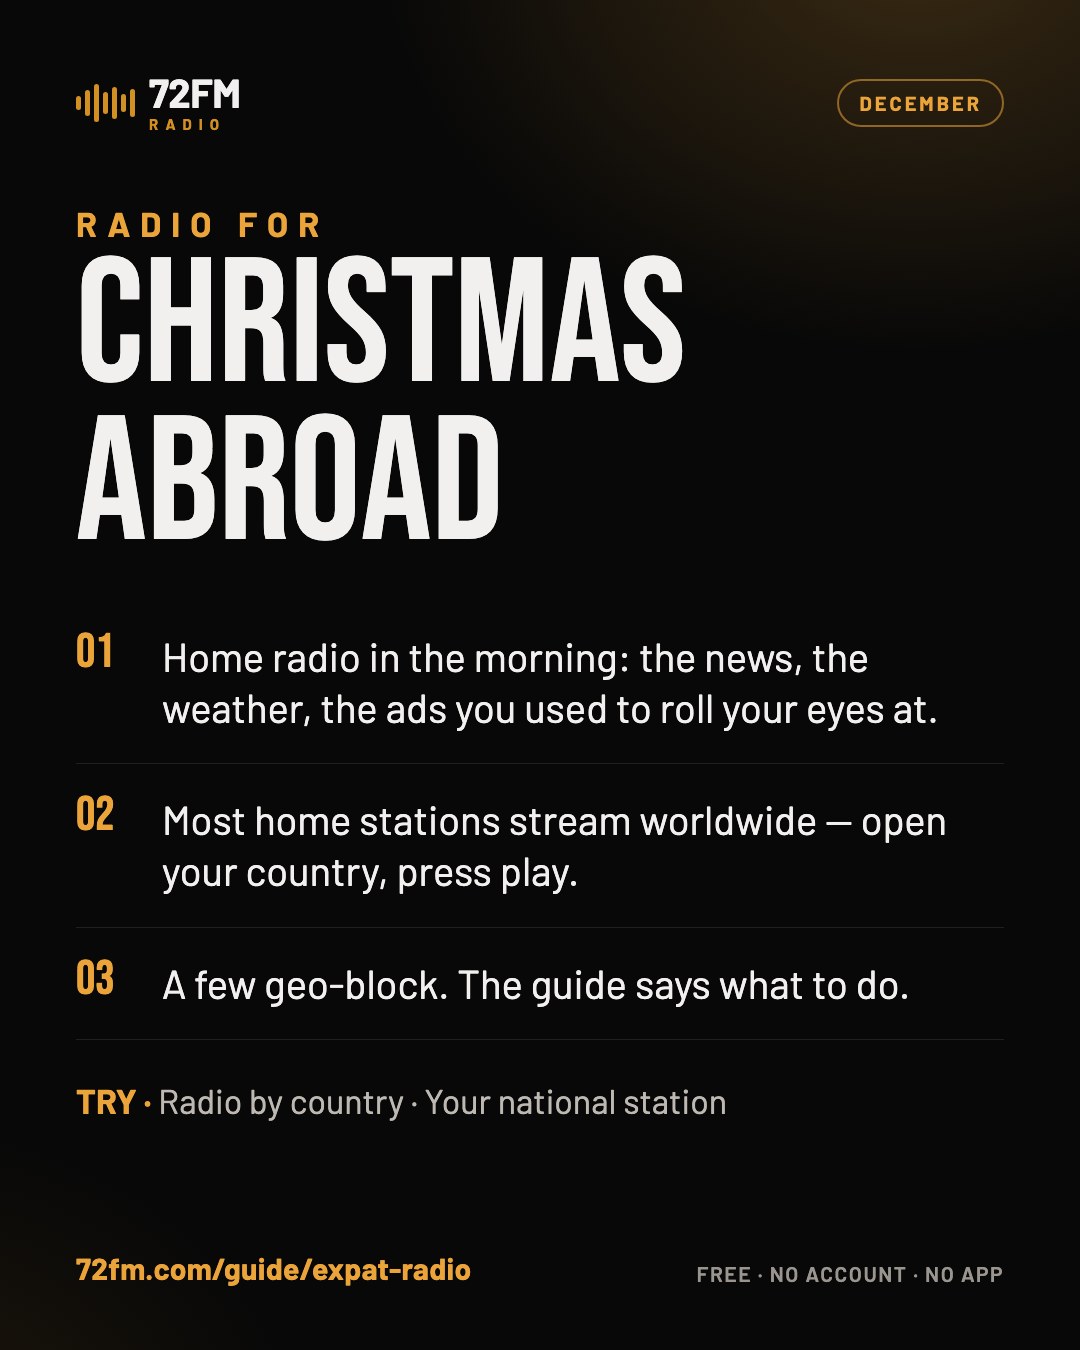 72FM
RADIO
DECEMBER
RADIO FOR
CHRISTMAS
ABROAD
01
Home radio in the morning: the news, the
weather, the ads you used to roll your eyes at.
02
Most home stations stream worldwide — open
your country, press play.
03
A few geo-block. The guide says what to do.
TRY · Radio by country · Your national station
72fm.com/guide/expat-radio
FREE · NO ACCOUNT · NO APP